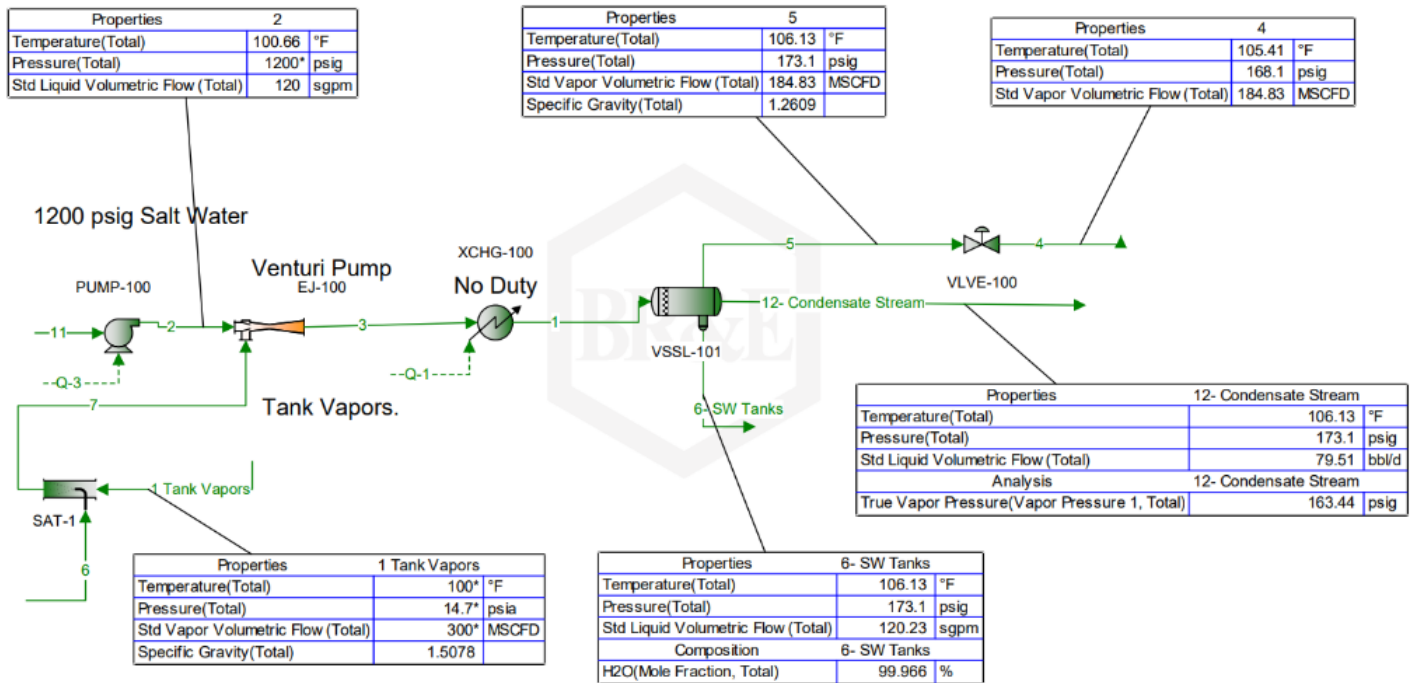 Properties 2
Temperature(Total) 100.66 °F
Pressure(Total) 1200* psig
Std Liquid Volumetric Flow (Total) 120 sgpm
Properties 5
Temperature(Total) 106.13 °F
Pressure(Total) 173.1 psig
Std Vapor Volumetric Flow (Total) 184.83 MSCFD
Specific Gravity(Total) 1.2609
Properties 4
Temperature(Total) 105.41 °F
Pressure(Total) 168.1 psig
Std Vapor Volumetric Flow (Total) 184.83 MSCFD
1200 psig Salt Water
PUMP-100
Venturi Pump
EJ-100
XCHG-100
No Duty
11
2
3
1
5
4
VLVE-100
12- Condensate Stream
BR&E
VSSL-101
Q-3
Q-1
7
Tank Vapors.
6- SW Tanks
1 Tank Vapors
SAT-1
6
Properties 12- Condensate Stream
Temperature(Total) 106.13 °F
Pressure(Total) 173.1 psig
Std Liquid Volumetric Flow (Total) 79.51 bbl/d
Analysis 12- Condensate Stream
True Vapor Pressure(Vapor Pressure 1, Total) 163.44 psig
Properties 1 Tank Vapors
Temperature(Total) 100* °F
Pressure(Total) 14.7* psia
Std Vapor Volumetric Flow (Total) 300* MSCFD
Specific Gravity(Total) 1.5078
Properties 6- SW Tanks
Temperature(Total) 106.13 °F
Pressure(Total) 173.1 psig
Std Liquid Volumetric Flow (Total) 120.23 sgpm
Composition 6- SW Tanks
H2O(Mole Fraction, Total) 99.966 %